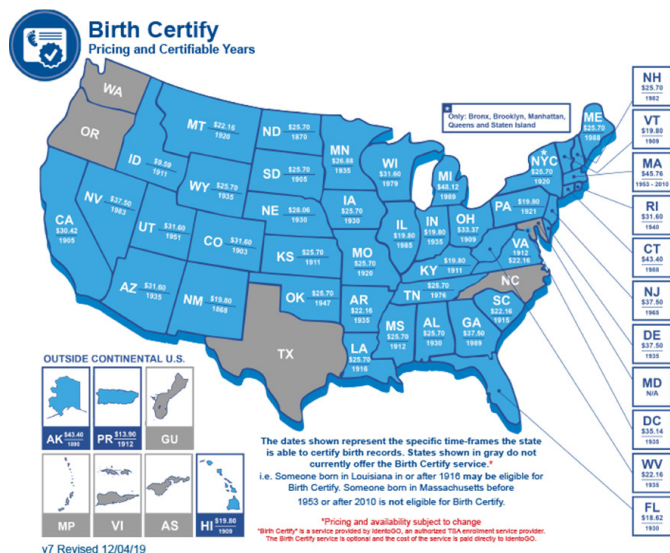 Birth Certify
Pricing and Certifiable Years
WA
OR
MT $22.16 1920
ND $25.70 1870
MN $26.88 1935
ID $9.59 1911
WY $25.70 1935
SD $25.70 1905
WI $31.60 1979
MI $48.12 1980
* Only: Bronx, Brooklyn, Manhattan,
Queens and Staten Island
NYC $25.70 1920
ME $25.70 1988
NV $37.50 1983
UT $31.60 1951
CA $30.42 1905
CO $31.60 1903
NE $28.06 1930
IA $25.70 1930
IL $19.80 1985
IN $19.80 1935
OH $33.37 1909
PA $19.80 1921
KS $25.70 1911
MO $25.70 1920
KY $19.80 1911
VA 1912 $22.16
NC
AZ $31.60 1935
NM $19.80 1868
OK $25.70 1947
AR $22.16 1935
TN $25.70 1976
SC $22.16 1915
TX
LA $25.70 1916
MS $25.70 1912
AL $25.70 1930
GA $37.50 1989
NH
$25.70
1982
VT
$19.80
1909
MA
$45.76
1953 - 2010
RI
$31.60
1940
CT
$43.40
1988
NJ
$37.50
1965
DE
$37.50
1935
MD
N/A
DC
$35.14
1935
WV
$22.16
1935
FL
$18.62
1930
OUTSIDE CONTINENTAL U.S.
AK $43.40 1890
PR $13.90 1912
GU
MP
VI
AS
HI $19.80 1909
The dates shown represent the specific time-frames the state
is able to certify birth records. States shown in gray do not
currently offer the Birth Certify service.*
i.e. Someone born in Louisiana in or after 1916 may be eligible for
Birth Certify. Someone born in Massachusetts before
1953 or after 2010 is not eligible for Birth Certify.
*Pricing and availability subject to change
"Birth Certify" is a service provided by IdentoGO, an authorized TSA enrolment service provider.
The Birth Certify service is optional and the cost of the service is paid directly to IdentoGO.
v7 Revised 12/04/19